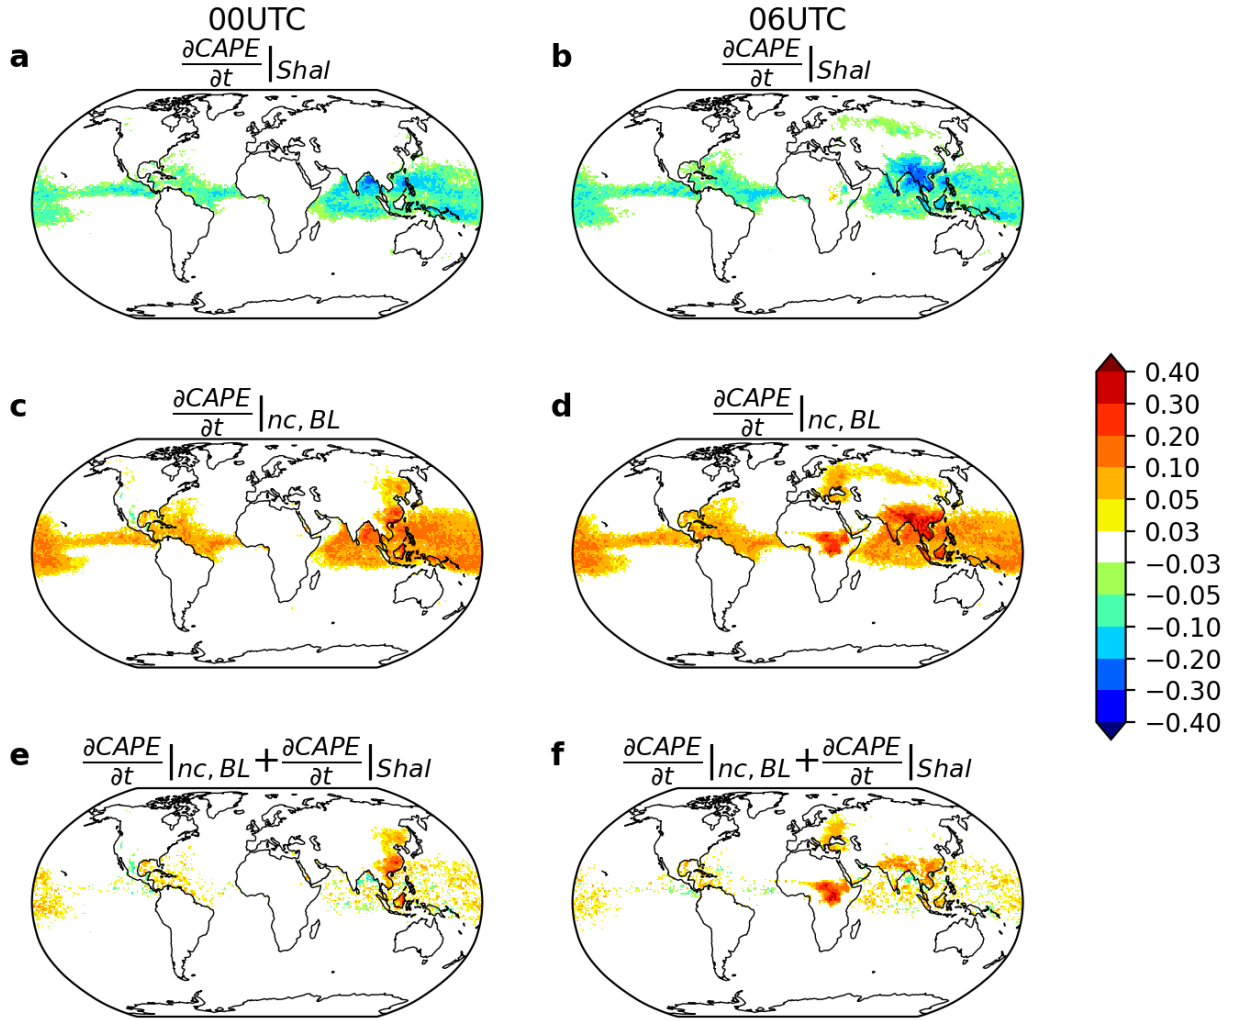 00UTC
06UTC
a
∂CAPE/∂t |Shal
b
∂CAPE/∂t |Shal
c
∂CAPE/∂t |nc, BL
d
∂CAPE/∂t |nc, BL
0.40
0.30
0.20
0.10
0.05
0.03
−0.03
−0.05
−0.10
−0.20
−0.30
−0.40
e
∂CAPE/∂t |nc, BL + ∂CAPE/∂t |Shal
f
∂CAPE/∂t |nc, BL + ∂CAPE/∂t |Shal